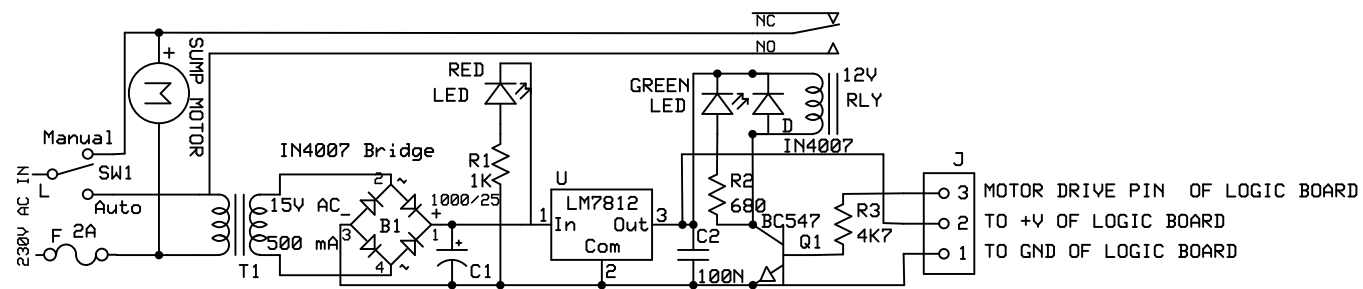 NC
NO
+
SUMP MOTOR
M
RED
LED
GREEN
LED
12V
RLY
D
IN4007
Manual
SW1
L
Auto
230V AC IN
F 2A
T1
15V AC
500 mA
IN4007 Bridge
2 ~
B1
−
3
+
1
4 ~
1000/25
+
C1
R1
1K
U
LM7812
1
In
Out
3
Com
2
C2
100N
R2
680
BC547
Q1
R3
4K7
J
3 MOTOR DRIVE PIN OF LOGIC BOARD
2 TO +V OF LOGIC BOARD
1 TO GND OF LOGIC BOARD